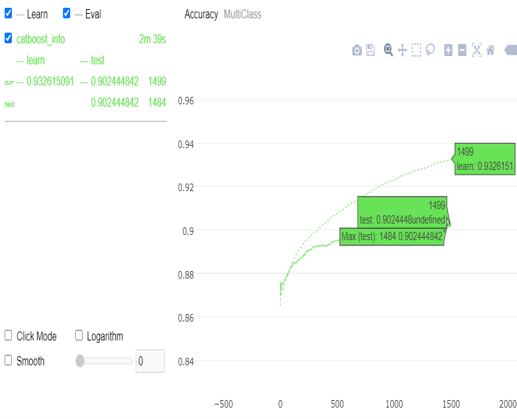 Learn Eval
catboost_info 2m 39s
learn test
curr 0.932615091 0.902444842 1499
best 0.902444842 1484
Click Mode Logarithm
Smooth 0
Accuracy MultiClass
0.96
0.94
0.92
0.9
0.88
0.86
0.84
1499
learn: 0.9326151
1499
test: 0.9024448undefined
Max (test): 1484 0.902444842
−500 0 500 1000 1500 2000